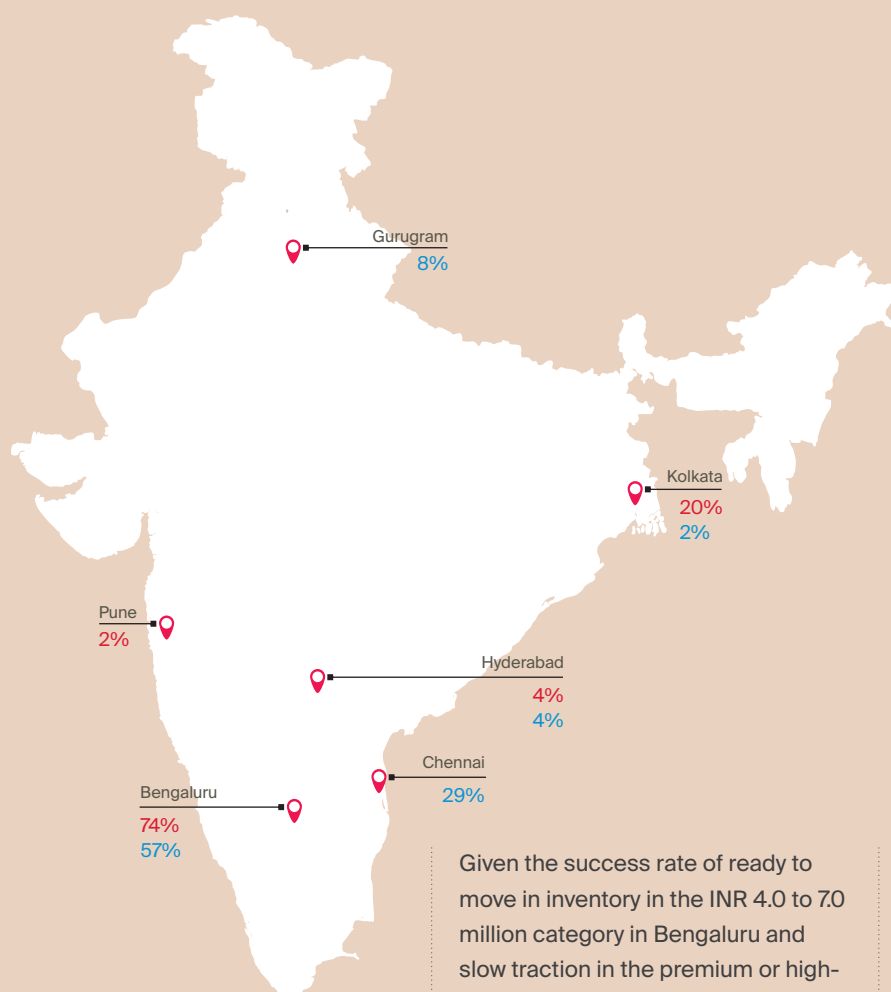 Gurugram
8%
Kolkata
20%
2%
Pune
2%
Hyderabad
4%
4%
Chennai
29%
Bengaluru
74%
57%
Given the success rate of ready to
move in inventory in the INR 4.0 to 7.0
million category in Bengaluru and
slow traction in the premium or high-